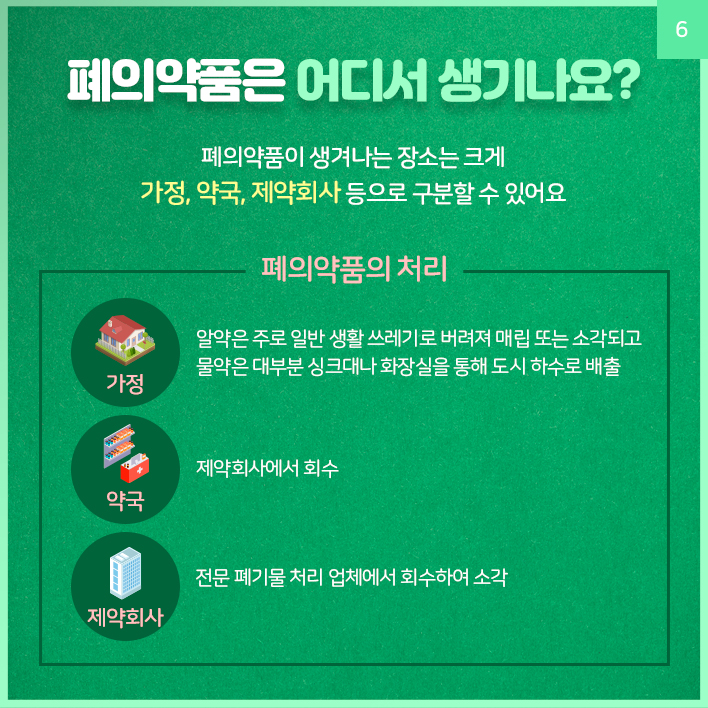 6
폐의약품은 어디서 생기나요?
폐의약품이 생겨나는 장소는 크게
가정, 약국, 제약회사 등으로 구분할 수 있어요
폐의약품의 처리
가정
알약은 주로 일반 생활 쓰레기로 버려져 매립 또는 소각되고
물약은 대부분 싱크대나 화장실을 통해 도시 하수로 배출
약국
제약회사에서 회수
제약회사
전문 폐기물 처리 업체에서 회수하여 소각